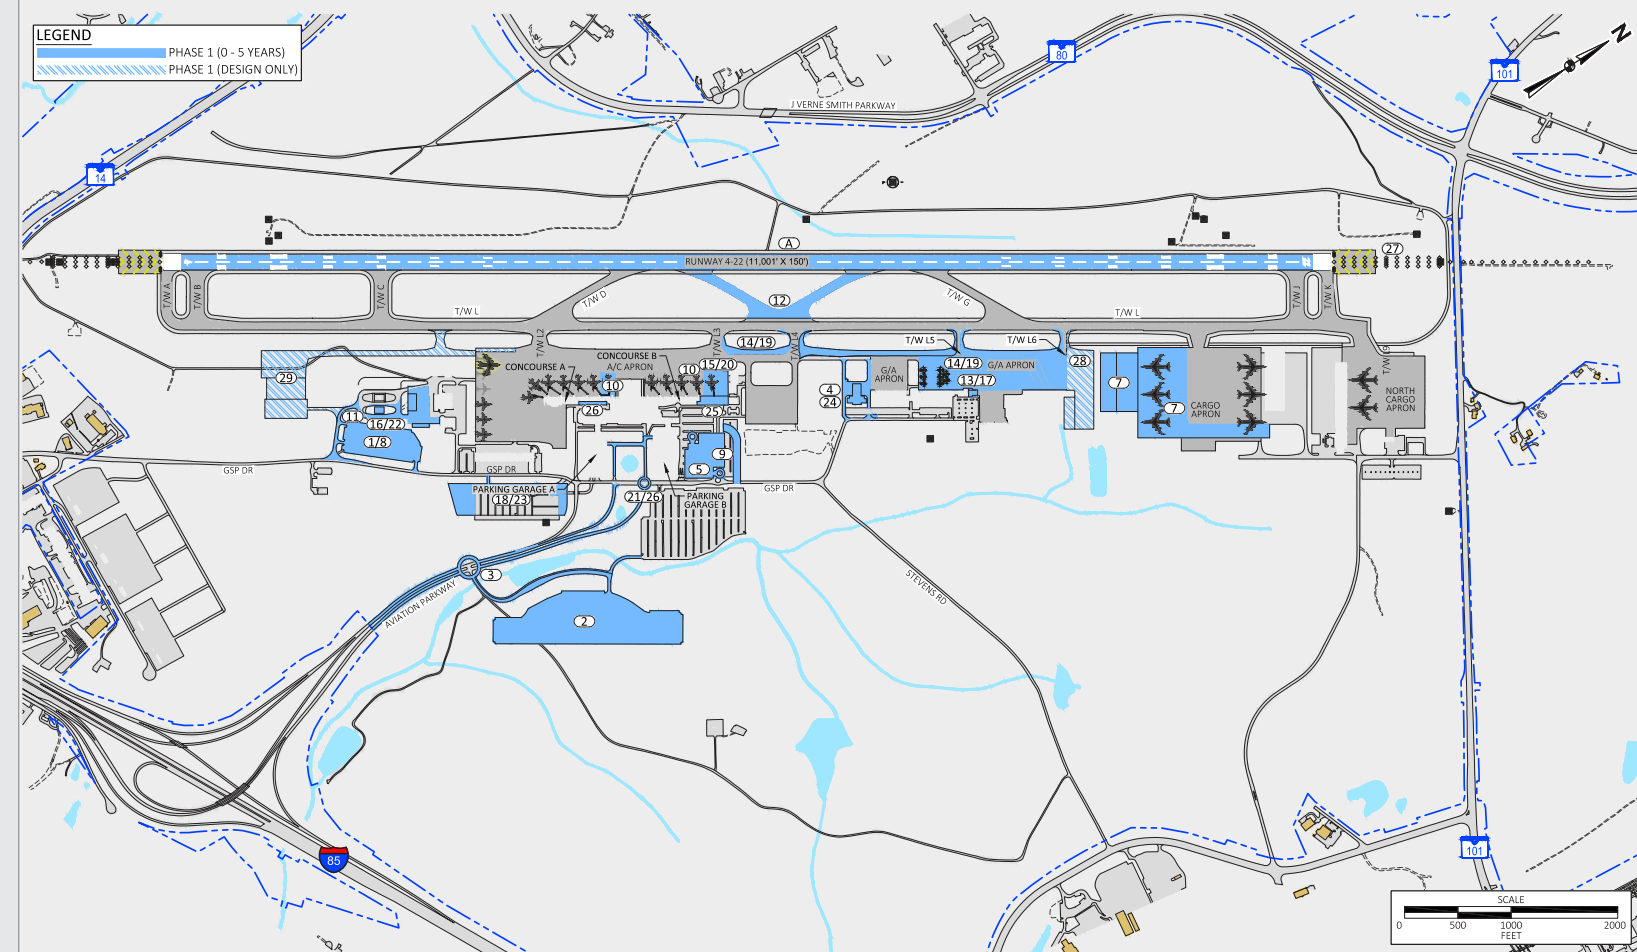 LEGEND
PHASE 1 (0 - 5 YEARS)
PHASE 1 (DESIGN ONLY)
N
80
101
14
J VERNE SMITH PARKWAY
A
27
RUNWAY 4-22 (11,001' X 150')
T/W A
T/W B
T/W C
T/W D
12
T/W G
T/W J
T/W K
T/W L
T/W L
T/W L2
T/W L3
T/W L4
14/19
T/W L5
T/W L6
T/W L9
CONCOURSE B
CONCOURSE A
A/C APRON
10
10
15/20
14/19
G/A APRON
28
G/A
APRON
13/17
29
4
24
7
7
CARGO
APRON
NORTH
CARGO
APRON
26
25
11
16/22
1/8
9
5
GSP DR
GSP DR
GSP DR
PARKING GARAGE A
18/23
21/26
PARKING
GARAGE B
3
AVIATION PARKWAY
STEVENS RD
2
85
101
SCALE
0
500
1000
2000
FEET